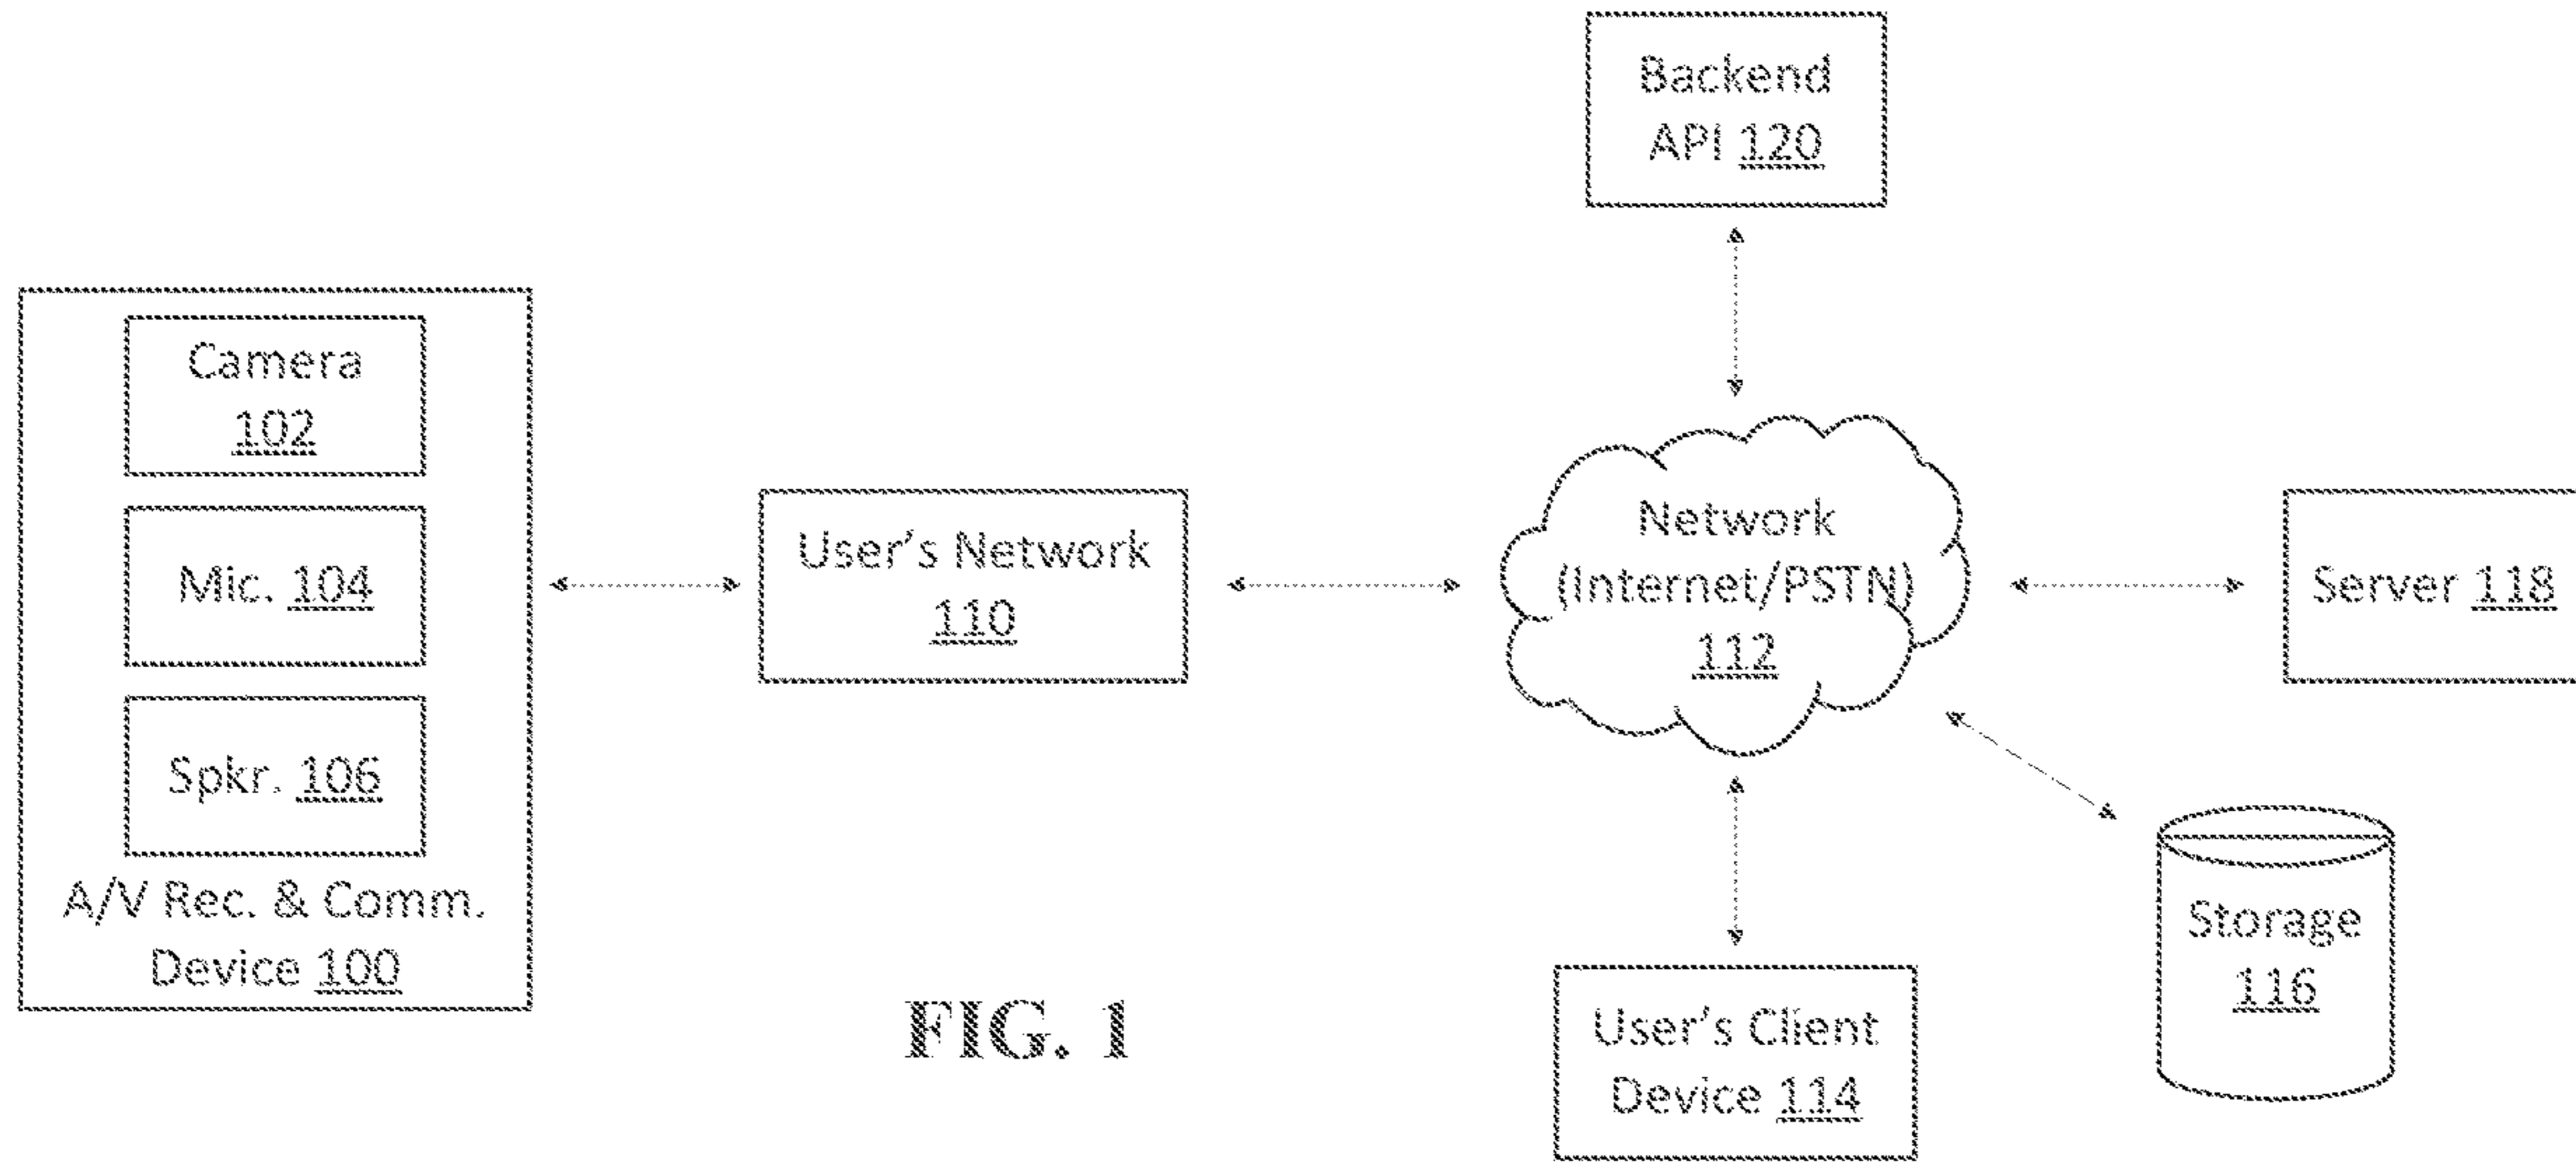 Backend
API 120
Camera
102
Mic. 104
Spkr. 106
A/V Rec. & Comm.
Device 100
User's Network
110
Network
(Internet/PSTN)
112
Server 118
Storage
116
User's Client
Device 114
FIG. 1